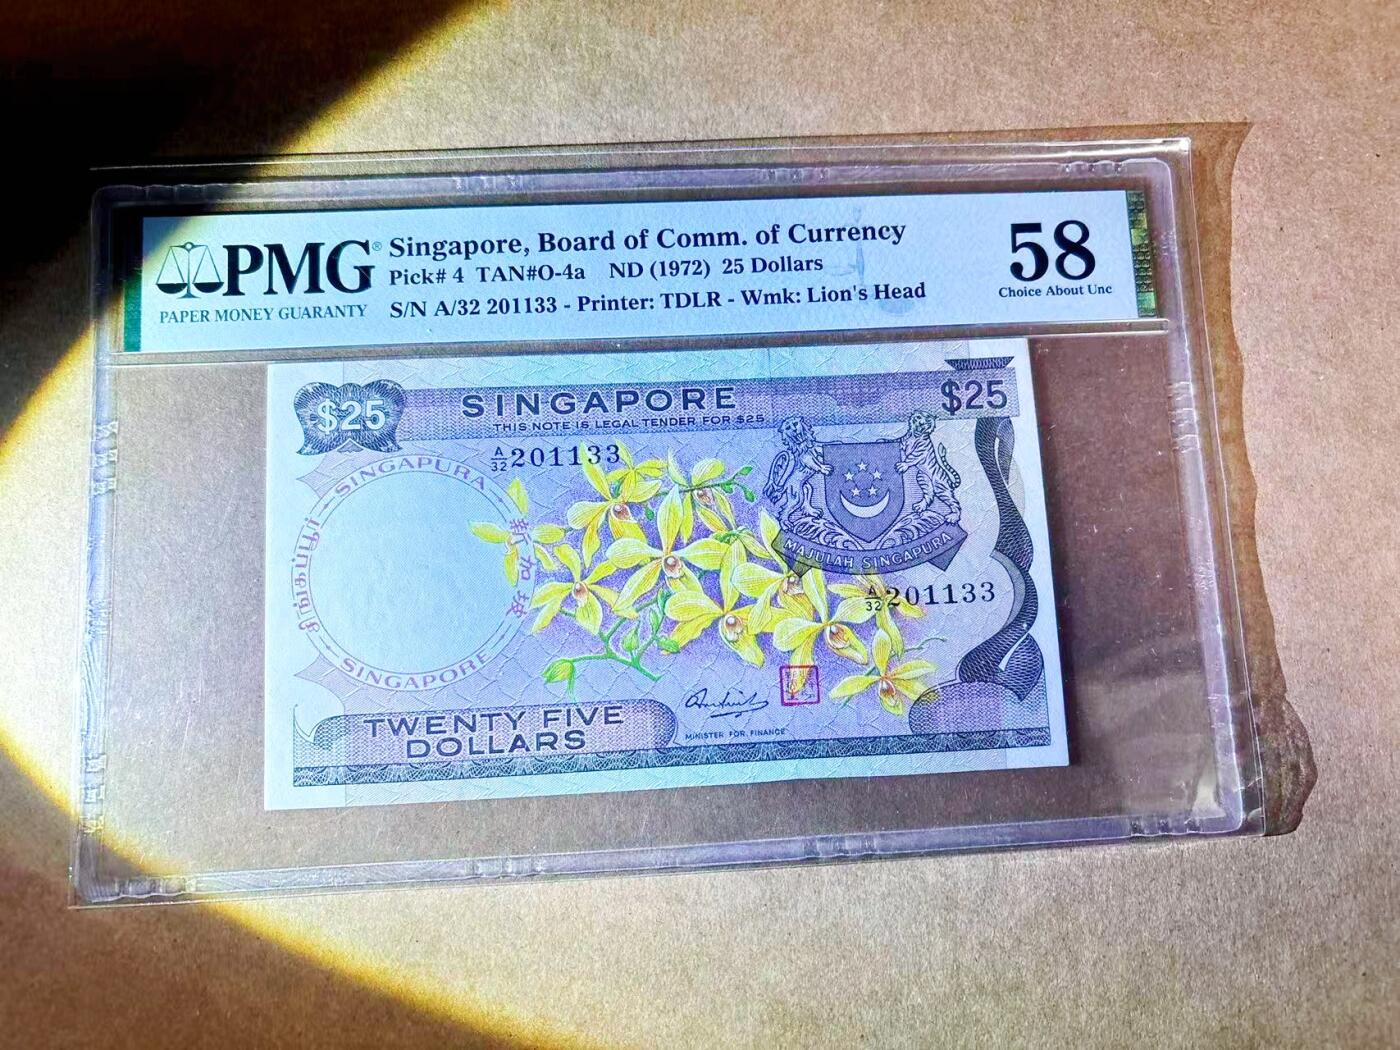 PMG®
PAPER MONEY GUARANTY
Singapore, Board of Comm. of Currency
Pick# 4 TAN#O-4a ND (1972) 25 Dollars
S/N A/32 201133 - Printer: TDLR - Wmk: Lion's Head
58
Choice About Unc
$25
SINGAPORE
THIS NOTE IS LEGAL TENDER FOR $25
$25
A/32 201133
SINGAPURA
சிங்கப்பூர்
新加坡
SINGAPORE
MAJULAH SINGAPURA
A/32 201133
TWENTY FIVE
DOLLARS
MINISTER FOR FINANCE